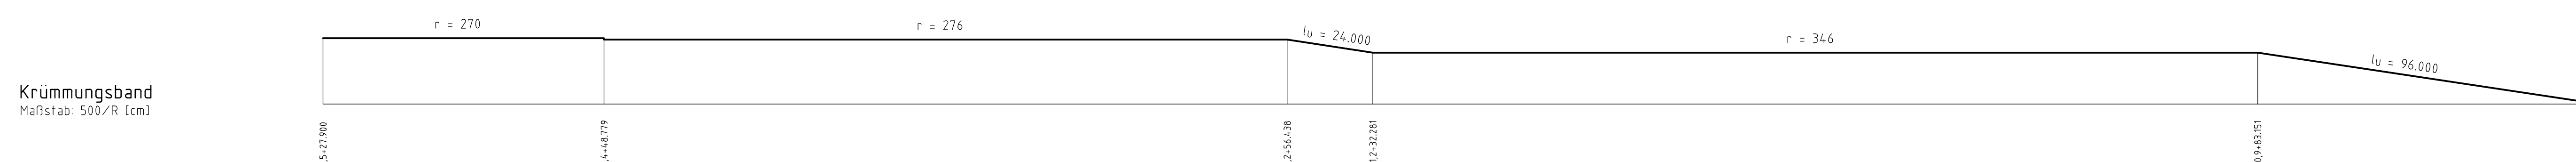 r = 270
r = 276
lu = 24.000
r = 346
lu = 96.000
Krümmungsband
Maßstab: 500/R [cm]
,5+27.900
,4+48.779
,2+56.438
1,2+32.281
0,9+83.151